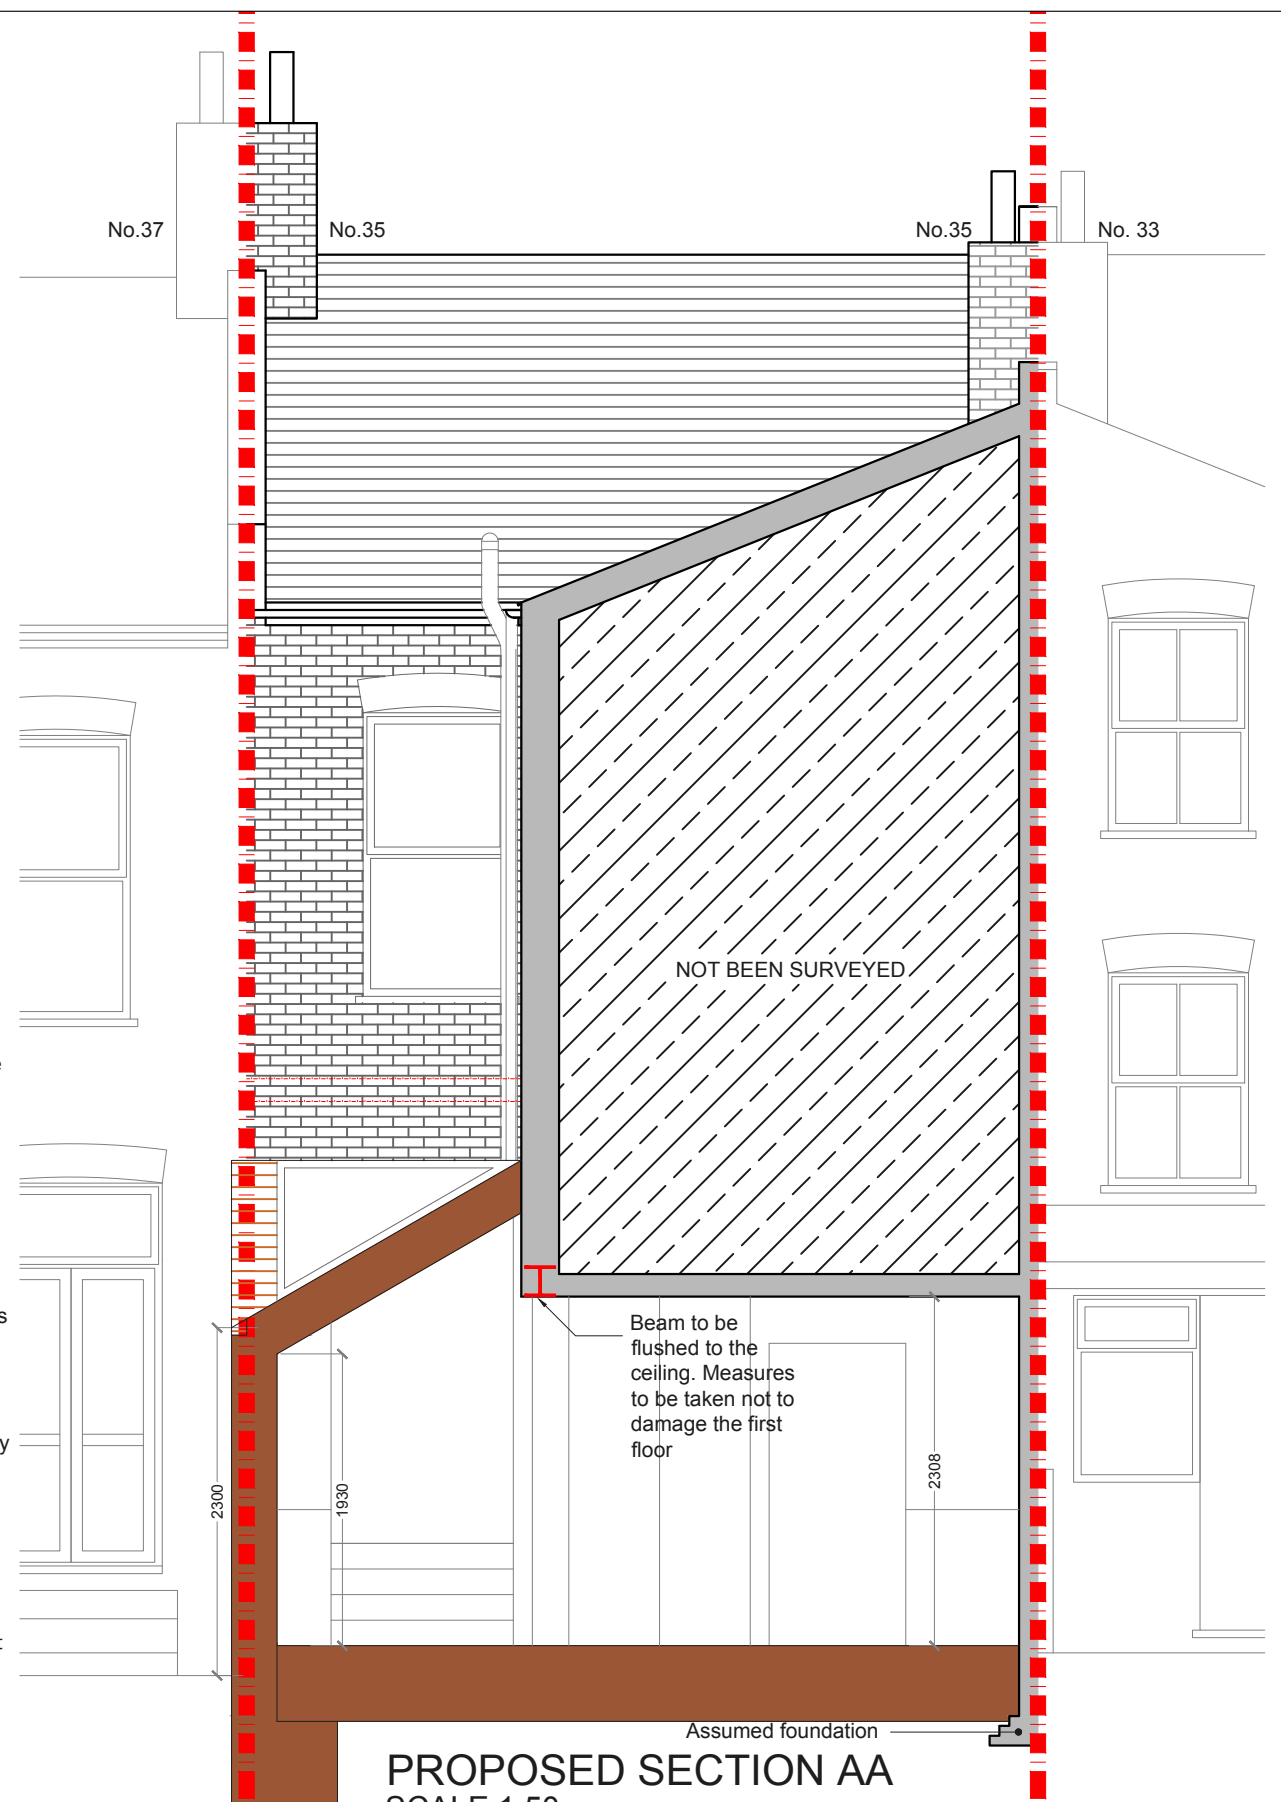 No.37
No.35
No.35
No. 33
NOT BEEN SURVEYED
Beam to be
flushed to the
ceiling. Measures
to be taken not to
damage the first
floor
2300
1930
2308
Assumed foundation
PROPOSED SECTION AA